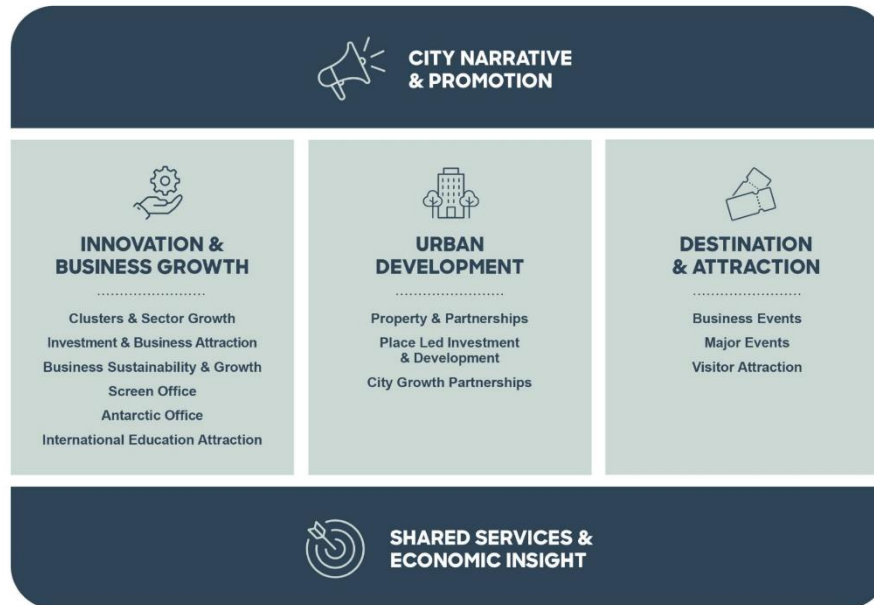 CITY NARRATIVE
& PROMOTION
INNOVATION &
BUSINESS GROWTH
Clusters & Sector Growth
Investment & Business Attraction
Business Sustainability & Growth
Screen Office
Antarctic Office
International Education Attraction
URBAN
DEVELOPMENT
Property & Partnerships
Place Led Investment
& Development
City Growth Partnerships
DESTINATION
& ATTRACTION
Business Events
Major Events
Visitor Attraction
SHARED SERVICES &
ECONOMIC INSIGHT